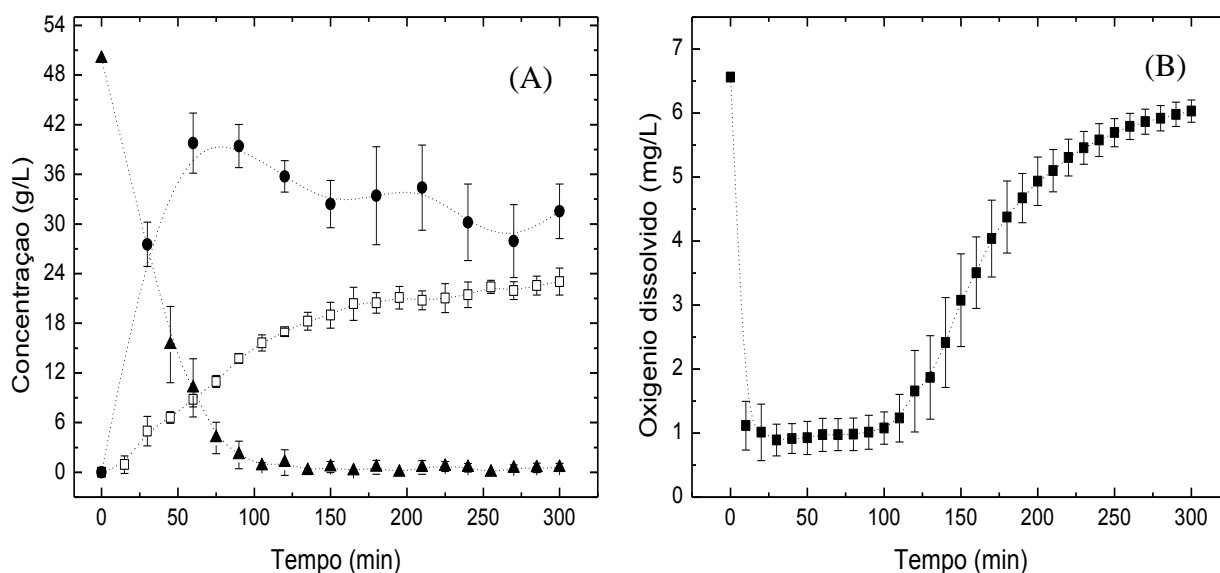 54
48
42
36
30
24
18
12
6
0
Concentraçao (g/L)
(A)
0 50 100 150 200 250 300
Tempo (min)
7
6
5
4
3
2
1
0
Oxigenio dissolvido (mg/L)
(B)
0 50 100 150 200 250 300
Tempo (min)